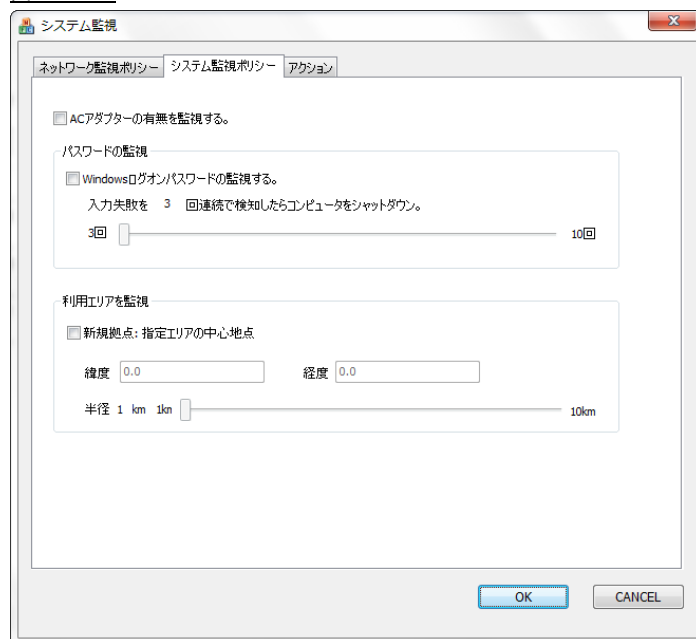 システム監視
ネットワーク監視ポリシー システム監視ポリシー アクション
ACアダプターの有無を監視する。
パスワードの監視
Windowsログオンパスワードの監視する。
入力失敗を 3 回連続で検知したらコンピュータをシャットダウン。
3回 10回
利用エリアを監視
新規拠点: 指定エリアの中心地点
緯度 0.0 経度 0.0
半径 1 km 1km 10km
OK CANCEL